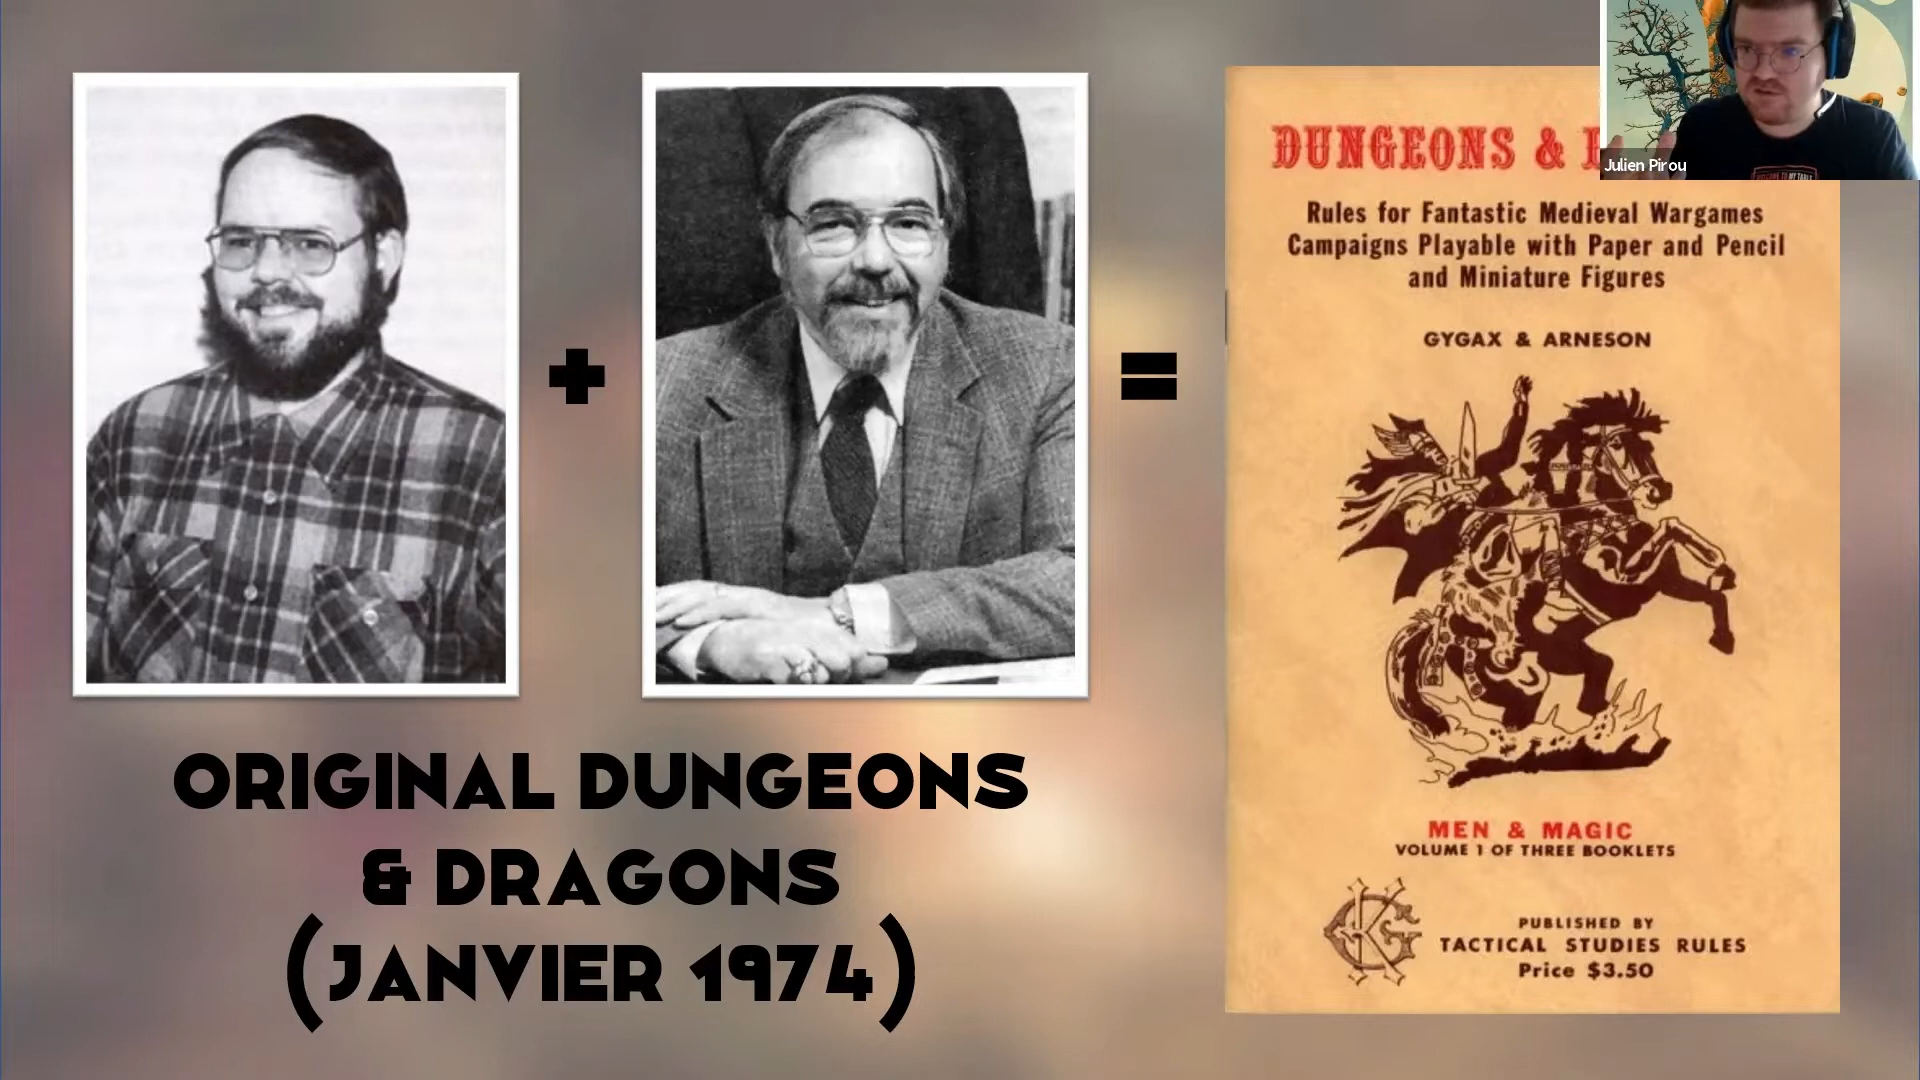 DUNGEONS &
Julien Pirou
Rules for Fantastic Medieval Wargames
Campaigns Playable with Paper and Pencil
and Miniature Figures
GYGAX & ARNESON
MEN & MAGIC
VOLUME 1 OF THREE BOOKLETS
GK
PUBLISHED BY
TACTICAL STUDIES RULES
Price $3.50
ORIGINAL DUNGEONS
& DRAGONS
(JANVIER 1974)